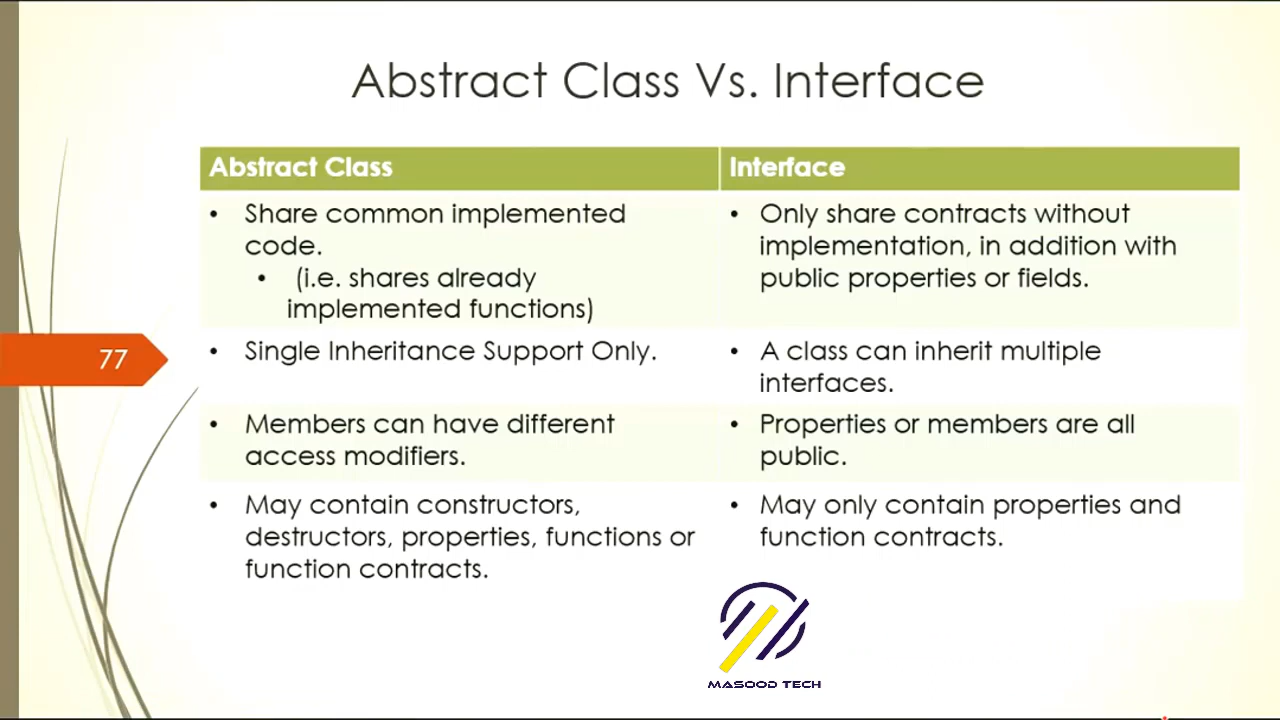 Abstract Class Vs. Interface
Abstract Class
Interface
• Share common implemented
code.
• (i.e. shares already
implemented functions)
• Only share contracts without
implementation, in addition with
public properties or fields.
77
• Single Inheritance Support Only.
• A class can inherit multiple
interfaces.
• Members can have different
access modifiers.
• Properties or members are all
public.
• May contain constructors,
destructors, properties, functions or
function contracts.
• May only contain properties and
function contracts.
MASOOD TECH